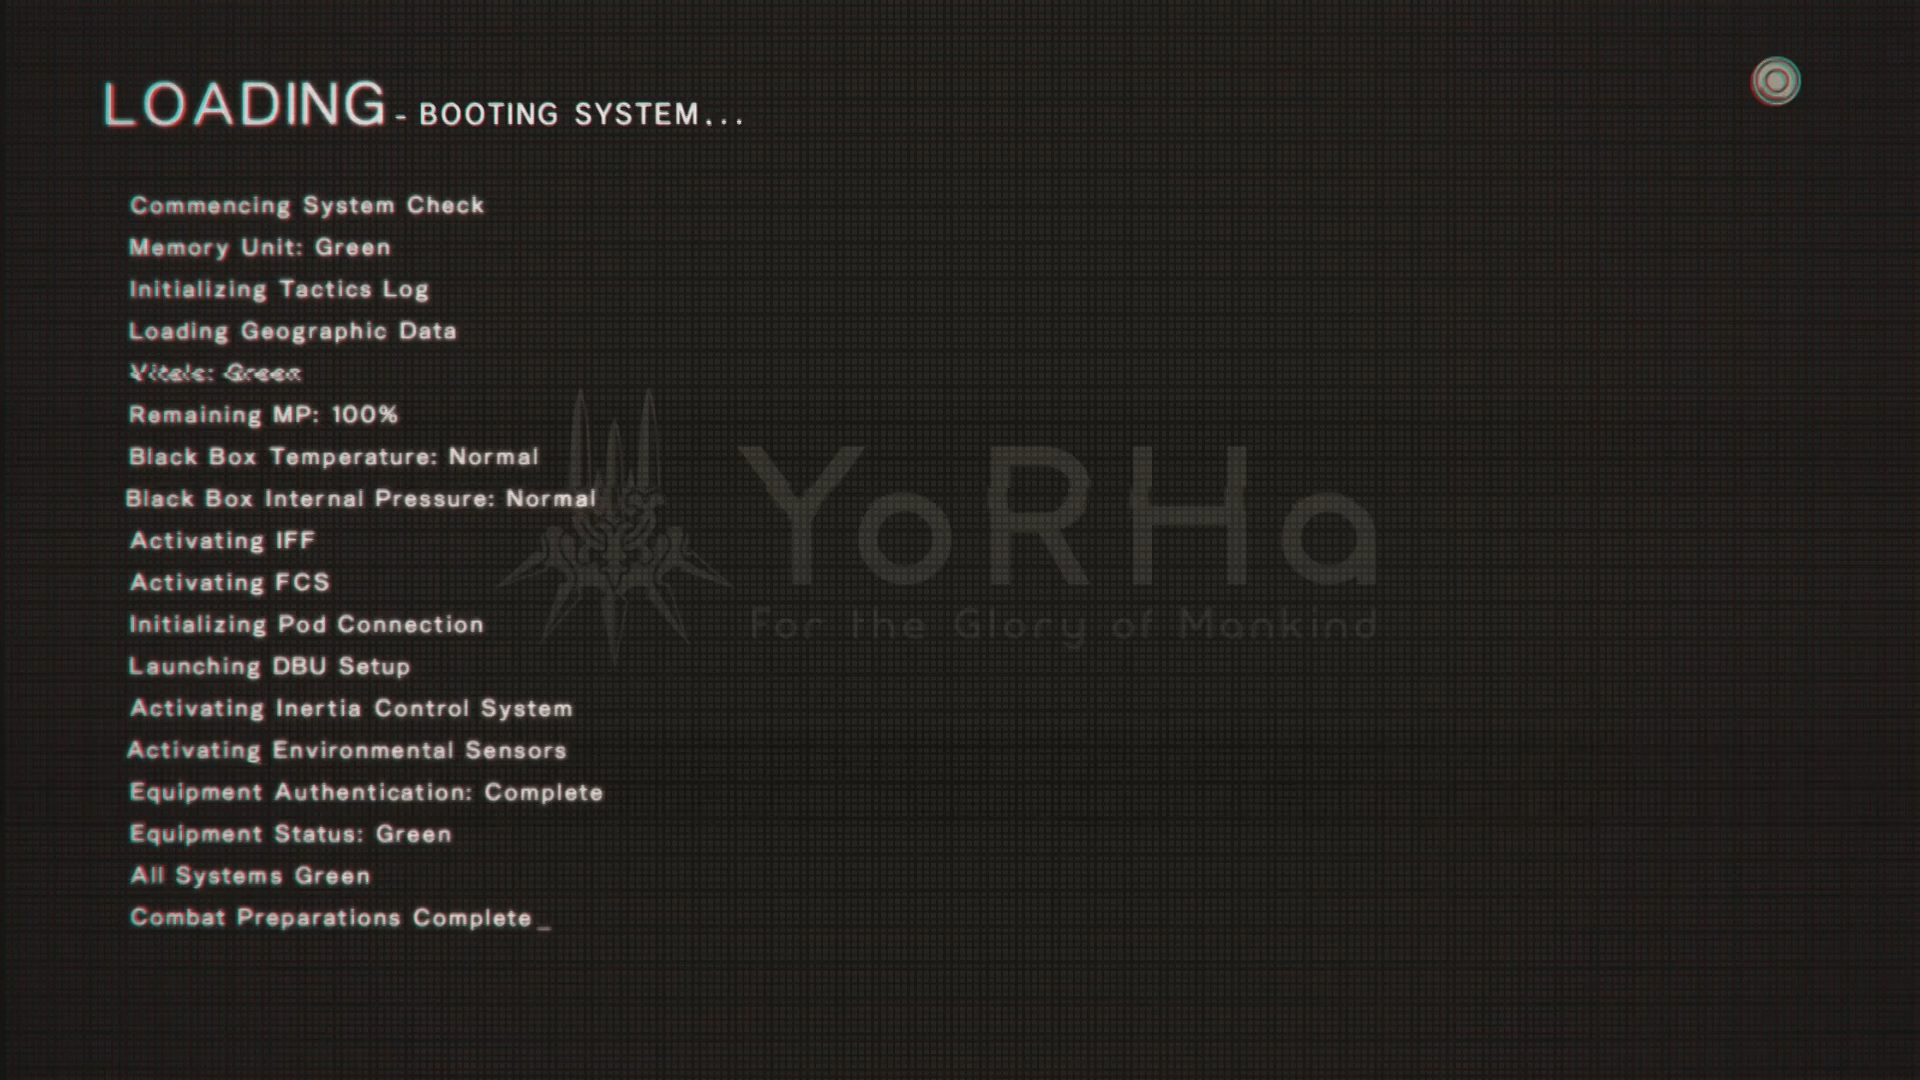 LOADING - BOOTING SYSTEM...
Commencing System Check
Memory Unit: Green
Initializing Tactics Log
Loading Geographic Data
Vitals: Green
Remaining MP: 100%
Black Box Temperature: Normal
Black Box Internal Pressure: Normal
Activating IFF
Activating FCS
Initializing Pod Connection
Launching DBU Setup
Activating Inertia Control System
Activating Environmental Sensors
Equipment Authentication: Complete
Equipment Status: Green
All Systems Green
Combat Preparations Complete _
YoRHa
For the Glory of Mankind